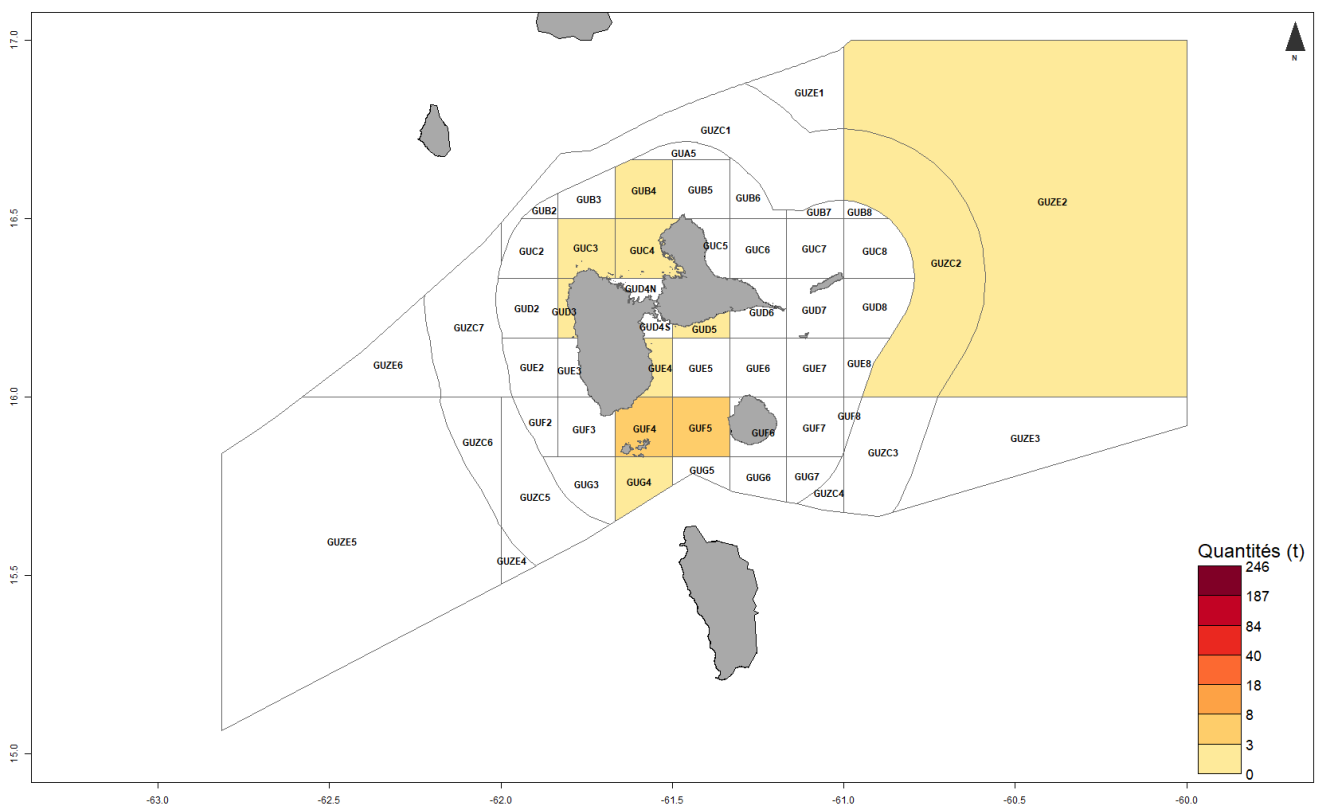 17.0
N
GUZE1
GUZC1
GUA5
GUB4
GUB5
GUB3
GUB6
GUZE2
GUB2
GUB7
GUB8
16.5
GUC2
GUC3
GUC4
GUC5
GUC6
GUC7
GUC8
GUZC2
GUD4N
GUD2
GUD3
GUD6
GUD7
GUD8
GUZC7
GUD4S
GUD5
GUZE6
GUE2
GUE3
GUE4
GUE5
GUE6
GUE7
GUE8
16.0
GUF2
GUF3
GUF4
GUF5
GUF6
GUF7
GUF8
GUZC6
GUZE3
GUZC3
GUG5
GUG3
GUG4
GUG6
GUG7
GUZC5
GUZC4
GUZE5
GUZE4
15.5
Quantités (t)
246
187
84
40
18
8
3
0
15.0
-63.0 -62.5 -62.0 -61.5 -61.0 -60.5 -60.0